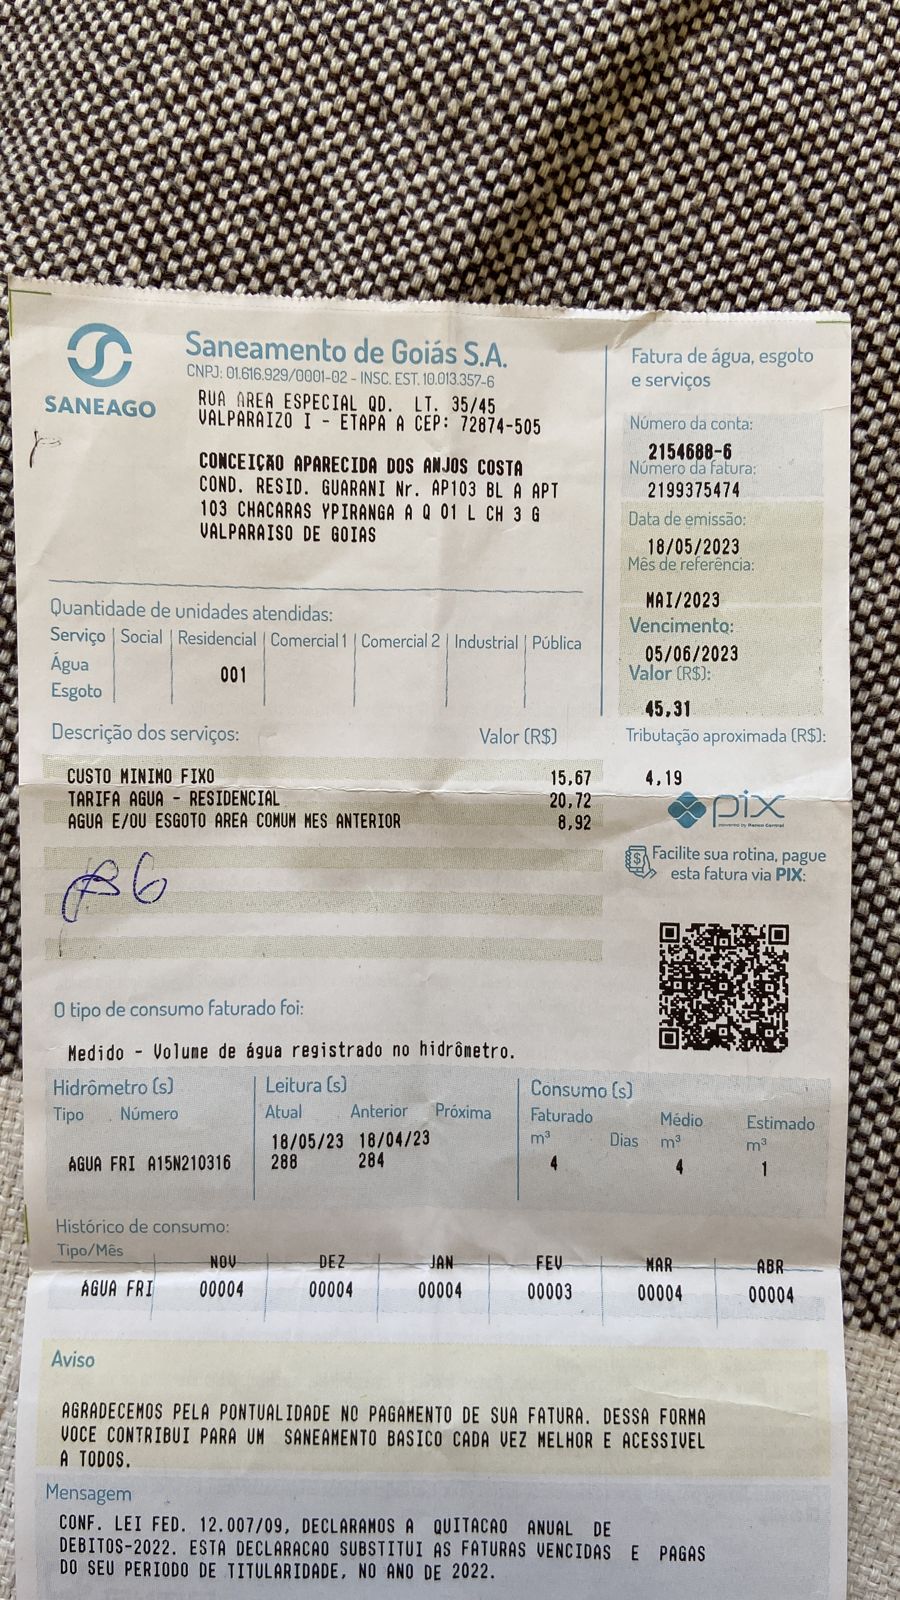 SANEAGO
Saneamento de Goiás S.A.
CNPJ: 01.616.929/0001-02 - INSC. EST. 10.013.357-6
RUA AREA ESPECIAL QD. LT. 35/45
VALPARAIZO I - ETAPA A CEP: 72874-505
CONCEIÇÃO APARECIDA DOS ANJOS COSTA
COND. RESID. GUARANI Nr. AP103 BL A APT
103 CHACARAS YPIRANGA A Q 01 L CH 3 G
VALPARAISO DE GOIAS
Fatura de água, esgoto
e serviços
Número da conta:
2154688-6
Número da fatura:
2199375474
Data de emissão:
18/05/2023
Mês de referência:
MAI/2023
Vencimento:
05/06/2023
Valor (R$):
45,31
Quantidade de unidades atendidas:
Serviço Social Residencial Comercial 1 Comercial 2 Industrial Pública
Água
001
Esgoto
Descrição dos serviços: Valor (R$)
CUSTO MINIMO FIXO 15,67
TARIFA AGUA - RESIDENCIAL 20,72
AGUA E/OU ESGOTO AREA COMUM MES ANTERIOR 8,92
Tributação aproximada (R$):
4,19
pix
powered by Banco Central
Facilite sua rotina, pague
esta fatura via PIX:
O tipo de consumo faturado foi:
Medido - Volume de água registrado no hidrômetro.
Hidrômetro (s) Leitura (s) Consumo (s)
Tipo Número Atual Anterior Próxima Faturado m³ Dias Médio m³ Estimado m³
18/05/23 18/04/23
AGUA FRI A15N210316 288 284 4 4 1
Histórico de consumo:
Tipo/Mês NOV DEZ JAN FEV MAR ABR
AGUA FRI 00004 00004 00004 00003 00004 00004
Aviso
AGRADECEMOS PELA PONTUALIDADE NO PAGAMENTO DE SUA FATURA. DESSA FORMA
VOCE CONTRIBUI PARA UM SANEAMENTO BASICO CADA VEZ MELHOR E ACESSIVEL
A TODOS.
Mensagem
CONF. LEI FED. 12.007/09, DECLARAMOS A QUITACAO ANUAL DE
DEBITOS-2022. ESTA DECLARACAO SUBSTITUI AS FATURAS VENCIDAS E PAGAS
DO SEU PERIODO DE TITULARIDADE, NO ANO DE 2022.